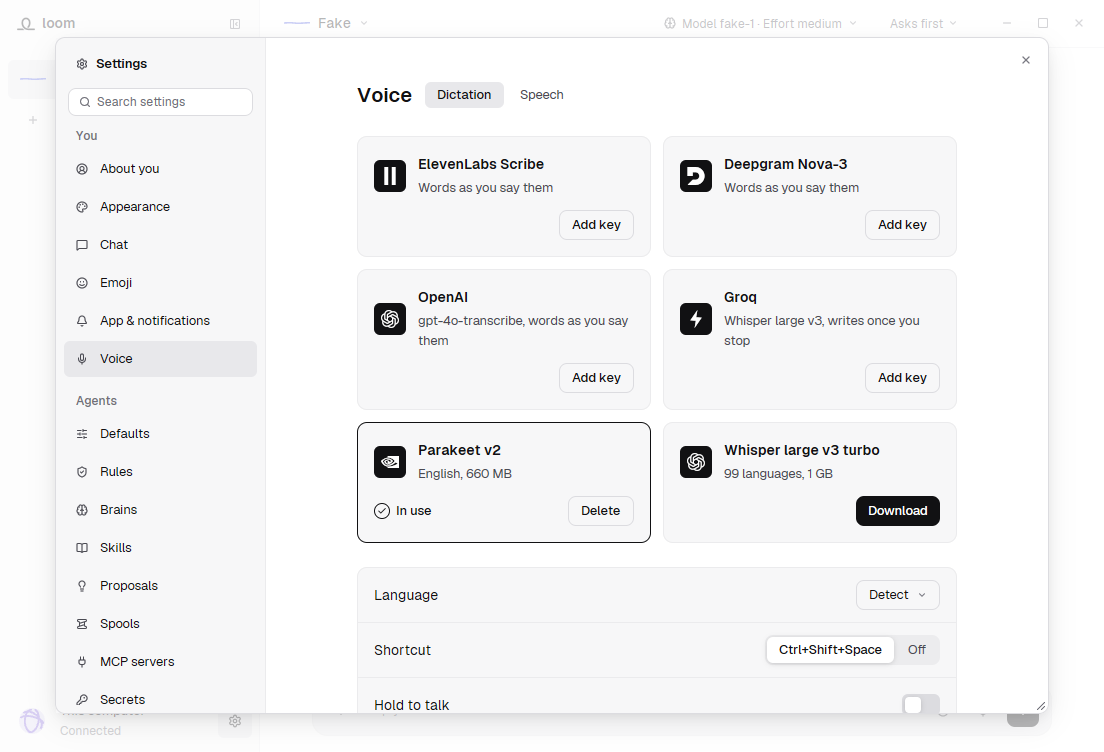 loom
Fake
Model fake-1 · Effort medium
Asks first
Settings
Search settings
You
About you
Appearance
Chat
Emoji
App & notifications
Voice
Agents
Defaults
Rules
Brains
Skills
Proposals
Spools
MCP servers
Secrets
Connected
Voice
Dictation
Speech
ElevenLabs Scribe
Words as you say them
Add key
Deepgram Nova-3
Words as you say them
Add key
OpenAI
gpt-4o-transcribe, words as you say
them
Add key
Groq
Whisper large v3, writes once you
stop
Add key
Parakeet v2
English, 660 MB
In use
Delete
Whisper large v3 turbo
99 languages, 1 GB
Download
Language
Detect
Shortcut
Ctrl+Shift+Space
Off
Hold to talk